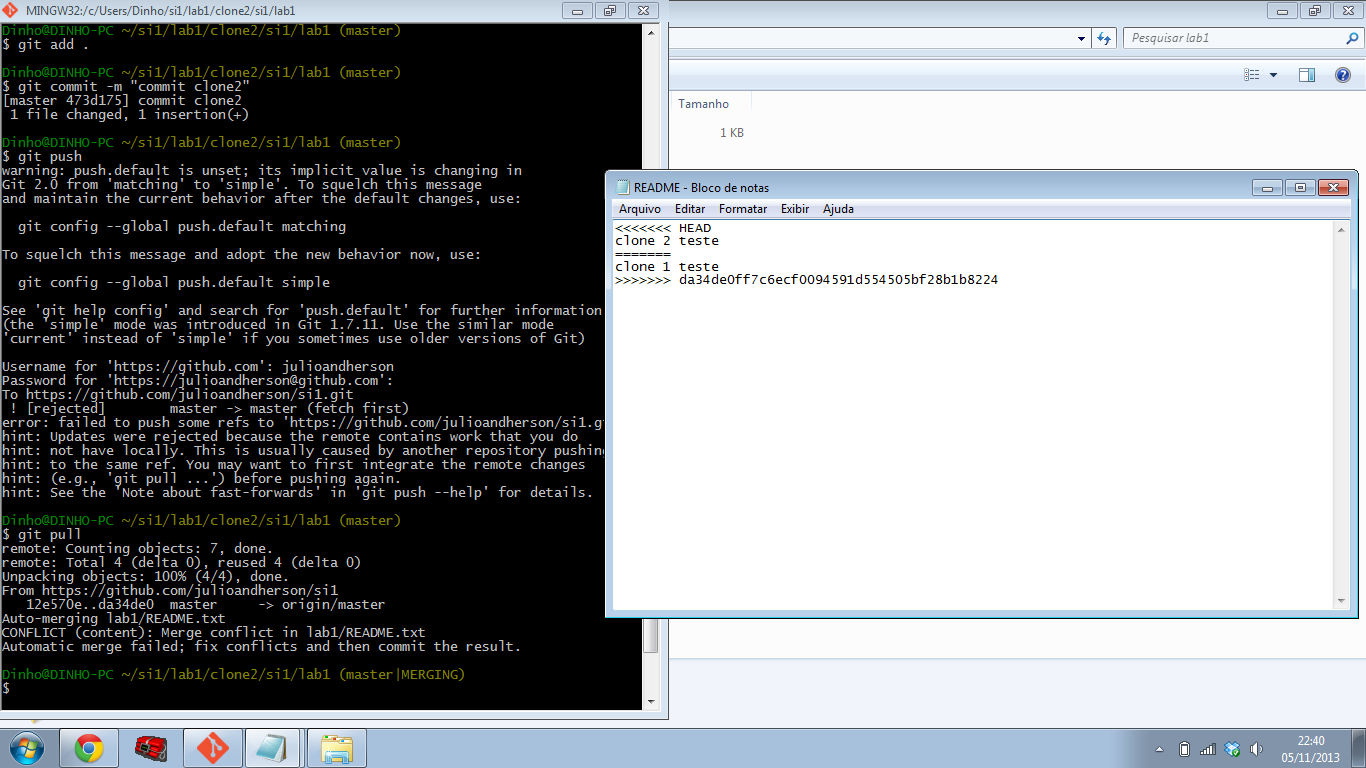 MINGW32:/c/Users/Dinho/si1/lab1/clone2/si1/lab1
Dinho@DINHO-PC ~/si1/lab1/clone2/si1/lab1 (master)
$ git add .
Dinho@DINHO-PC ~/si1/lab1/clone2/si1/lab1 (master)
$ git commit -m "commit clone2"
[master 473d175] commit clone2
 1 file changed, 1 insertion(+)
Dinho@DINHO-PC ~/si1/lab1/clone2/si1/lab1 (master)
$ git push
warning: push.default is unset; its implicit value is changing in
Git 2.0 from 'matching' to 'simple'. To squelch this message
and maintain the current behavior after the default changes, use:
  git config --global push.default matching
To squelch this message and adopt the new behavior now, use:
  git config --global push.default simple
See 'git help config' and search for 'push.default' for further information
(the 'simple' mode was introduced in Git 1.7.11. Use the similar mode
'current' instead of 'simple' if you sometimes use older versions of Git)
Username for 'https://github.com': julioandherson
Password for 'https://julioandherson@github.com':
To https://github.com/julioandherson/si1.git
 ! [rejected]        master -> master (fetch first)
error: failed to push some refs to 'https://github.com/julioandherson/si1.g
hint: Updates were rejected because the remote contains work that you do
hint: not have locally. This is usually caused by another repository pushing
hint: to the same ref. You may want to first integrate the remote changes
hint: (e.g., 'git pull ...') before pushing again.
hint: See the 'Note about fast-forwards' in 'git push --help' for details.
Dinho@DINHO-PC ~/si1/lab1/clone2/si1/lab1 (master)
$ git pull
remote: Counting objects: 7, done.
remote: Total 4 (delta 0), reused 4 (delta 0)
Unpacking objects: 100% (4/4), done.
From https://github.com/julioandherson/si1
   12e570e..da34de0  master     -> origin/master
Auto-merging lab1/README.txt
CONFLICT (content): Merge conflict in lab1/README.txt
Automatic merge failed; fix conflicts and then commit the result.
Dinho@DINHO-PC ~/si1/lab1/clone2/si1/lab1 (master|MERGING)
$
Pesquisar lab1
Tamanho
1 KB
README - Bloco de notas
Arquivo Editar Formatar Exibir Ajuda
<<<<<<< HEAD
clone 2 teste
=======
clone 1 teste
>>>>>>> da34de0ff7c6ecf0094591d554505bf28b1b8224
22:40
05/11/2013